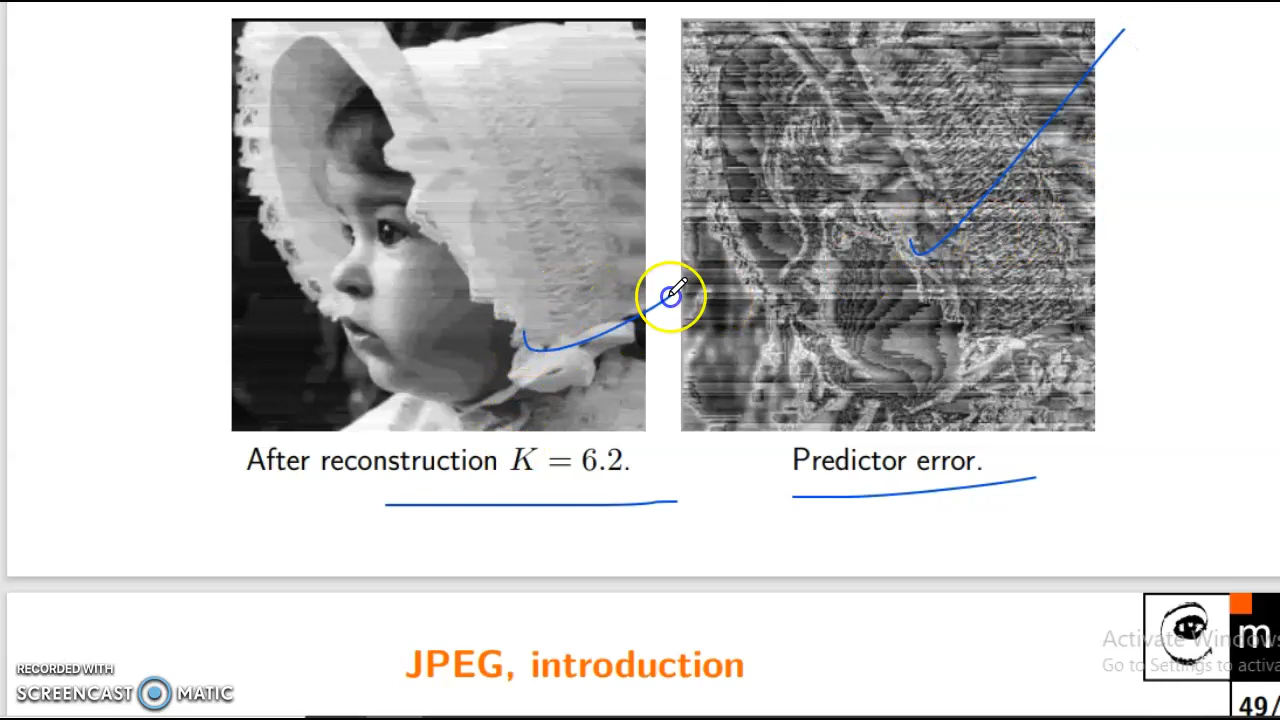 After reconstruction K = 6.2.
Predictor error.
JPEG, introduction
m
Activate Windows
Go to Settings to activa
RECORDED WITH
SCREENCAST MATIC
49/